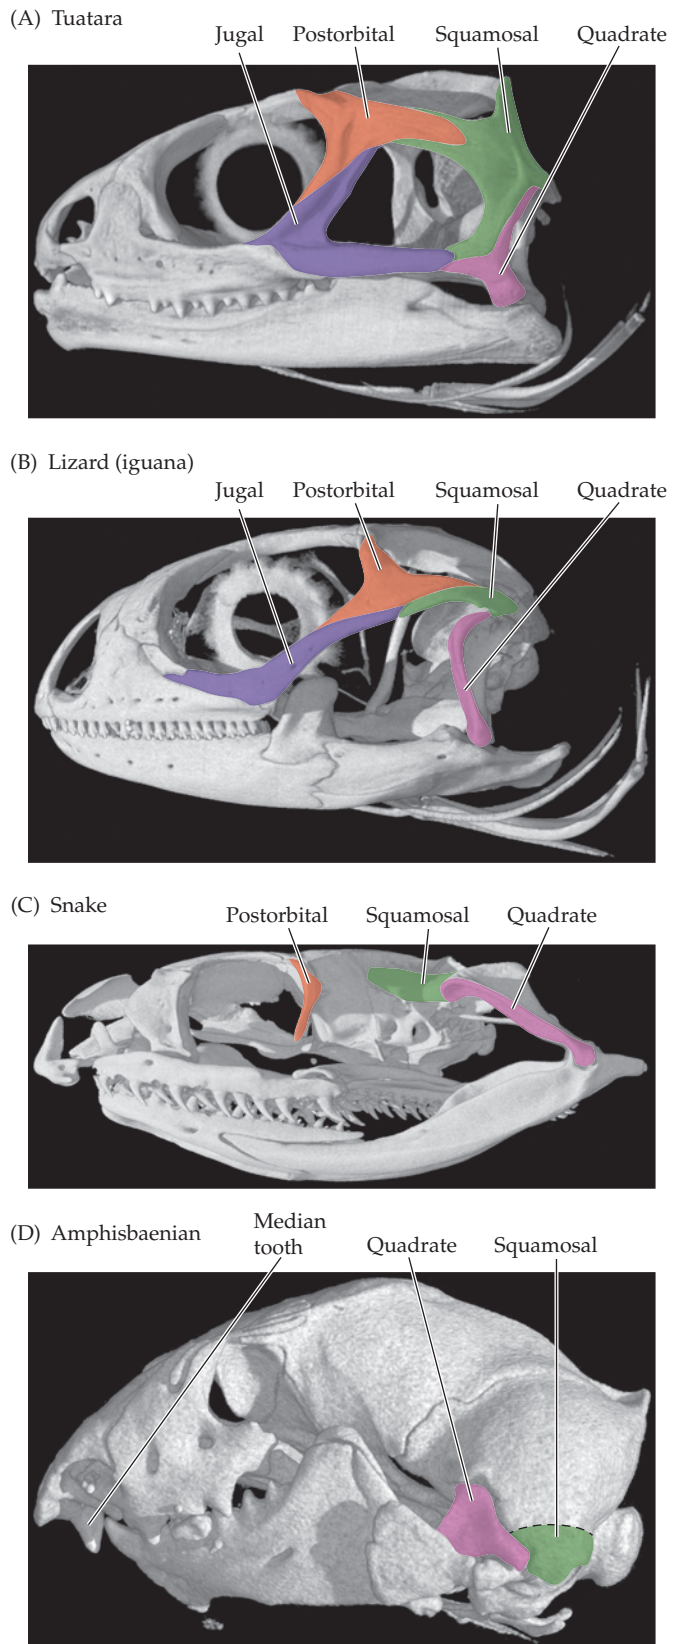 (A) Tuatara
Jugal Postorbital Squamosal Quadrate
(B) Lizard (iguana)
Jugal Postorbital Squamosal Quadrate
(C) Snake
Postorbital Squamosal Quadrate
(D) Amphisbaenian
Median
tooth
Quadrate Squamosal